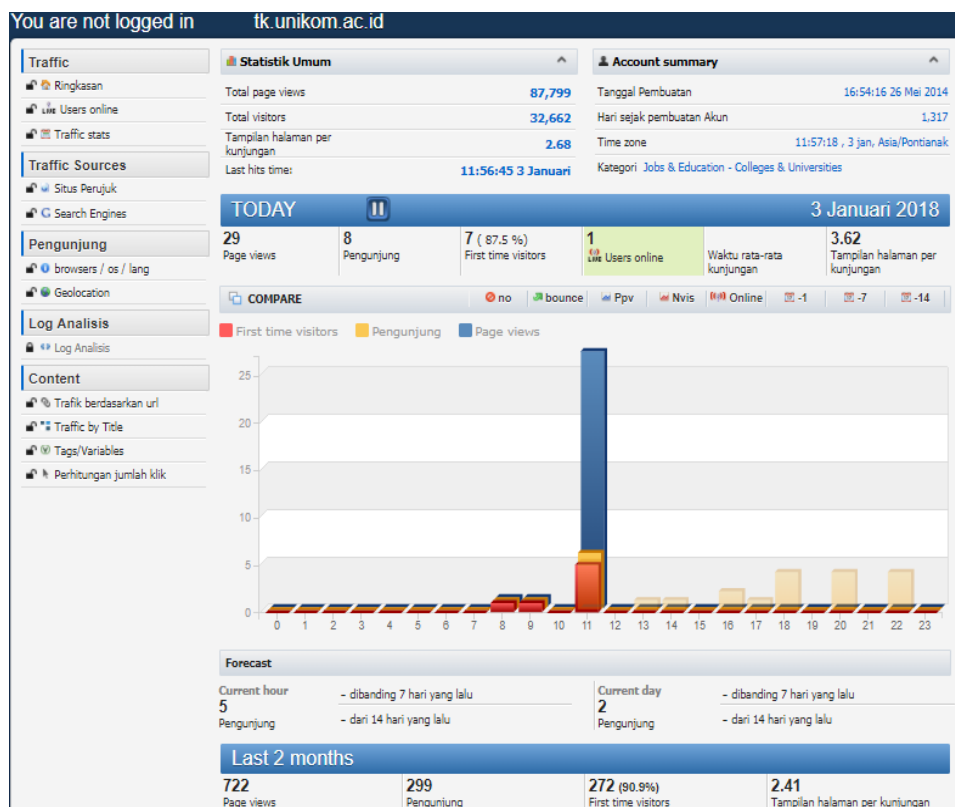 You are not logged in tk.unikom.ac.id
Traffic
Ringkasan
LIVE Users online
Traffic stats
Traffic Sources
Situs Perujuk
Search Engines
Pengunjung
browsers / os / lang
Geolocation
Log Analisis
Log Analisis
Content
Trafik berdasarkan url
Traffic by Title
Tags/Variables
Perhitungan jumlah klik
Statistik Umum
Total page views 87,799
Total visitors 32,662
Tampilan halaman per
kunjungan 2.68
Last hits time: 11:56:45 3 Januari
Account summary
Tanggal Pembuatan 16:54:16 26 Mei 2014
Hari sejak pembuatan Akun 1,317
Time zone 11:57:18 , 3 jan, Asia/Pontianak
Kategori Jobs & Education - Colleges & Universities
TODAY 3 Januari 2018
29
Page views
8
Pengunjung
7 ( 87.5 %)
First time visitors
1
LIVE Users online
Waktu rata-rata
kunjungan
3.62
Tampilan halaman per
kunjungan
COMPARE no bounce Ppv Nvis Online -1 -7 -14
First time visitors Pengunjung Page views
25
20
15
10
5
0
0 1 2 3 4 5 6 7 8 9 10 11 12 13 14 15 16 17 18 19 20 21 22 23
Forecast
Current hour
5
Pengunjung
- dibanding 7 hari yang lalu
- dari 14 hari yang lalu
Current day
2
Pengunjung
- dibanding 7 hari yang lalu
- dari 14 hari yang lalu
Last 2 months
722
Page views
299
Pengunjung
272 (90.9%)
First time visitors
2.41
Tampilan halaman per kunjungan